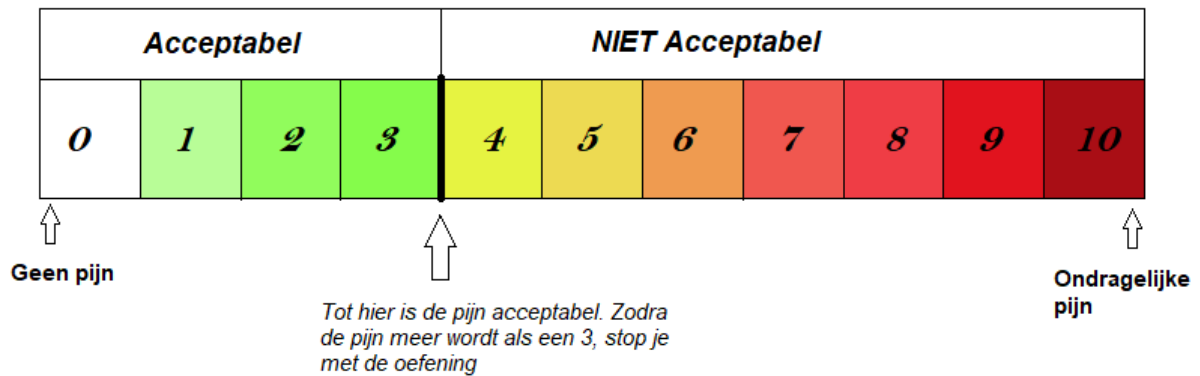 Acceptabel
NIET Acceptabel
0 1 2 3 4 5 6 7 8 9 10
Geen pijn
Ondragelijke
pijn
Tot hier is de pijn acceptabel. Zodra
de pijn meer wordt als een 3, stop je
met de oefening